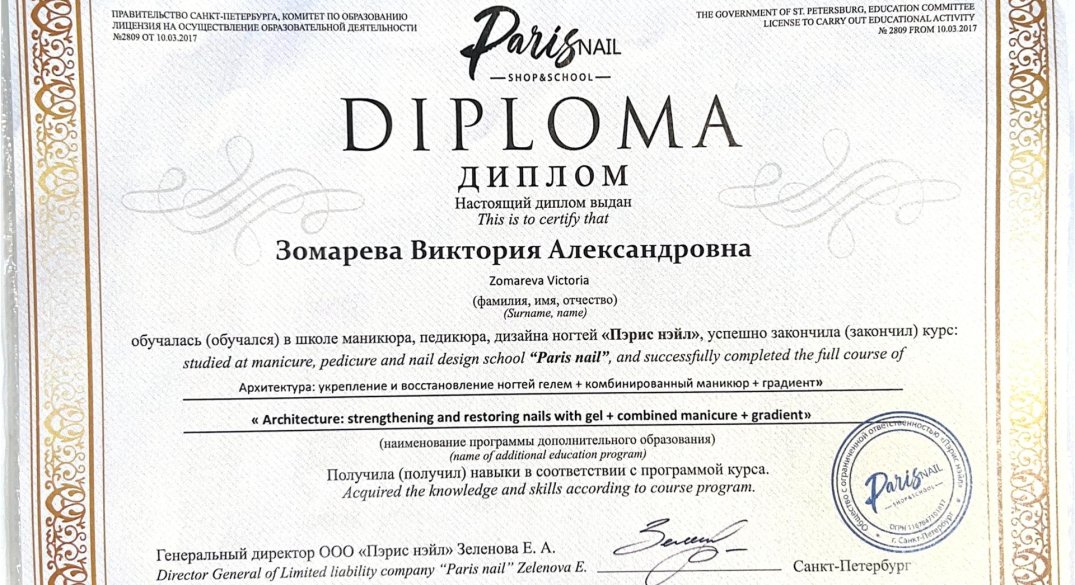 ПРАВИТЕЛЬСТВО САНКТ-ПЕТЕРБУРГА, КОМИТЕТ ПО ОБРАЗОВАНИЮ
ЛИЦЕНЗИЯ НА ОСУЩЕСТВЛЕНИЕ ОБРАЗОВАТЕЛЬНОЙ ДЕЯТЕЛЬНОСТИ
№2809 ОТ 10.03.2017
THE GOVERNMENT OF ST. PETERSBURG, EDUCATION COMMITTEE
LICENSE TO CARRY OUT EDUCATIONAL ACTIVITY
№ 2809 FROM 10.03.2017
Paris NAIL
SHOP&SCHOOL
DIPLOMA
ДИПЛОМ
Настоящий диплом выдан
This is to certify that
Зомарева Виктория Александровна
Zomareva Victoria
(фамилия, имя, отчество)
(Surname, name)
обучалась (обучался) в школе маникюра, педикюра, дизайна ногтей «Пэрис нэйл», успешно закончила (закончил) курс:
studied at manicure, pedicure and nail design school "Paris nail", and successfully completed the full course of
Архитектура: укрепление и восстановление ногтей гелем + комбинированный маникюр + градиент»
« Architecture: strengthening and restoring nails with gel + combined manicure + gradient»
(наименование программы дополнительного образования)
(name of additional education program)
Получила (получил) навыки в соответствии с программой курса.
Acquired the knowledge and skills according to course program.
Общество с ограниченной ответственностью «Пэрис нэйл»
Paris NAIL
SHOP&SCHOOL
г. Санкт-Петербург
Генеральный директор ООО «Пэрис нэйл» Зеленова Е. А.
Director General of Limited liability company "Paris nail" Zelenova E.
Санкт-Петербург